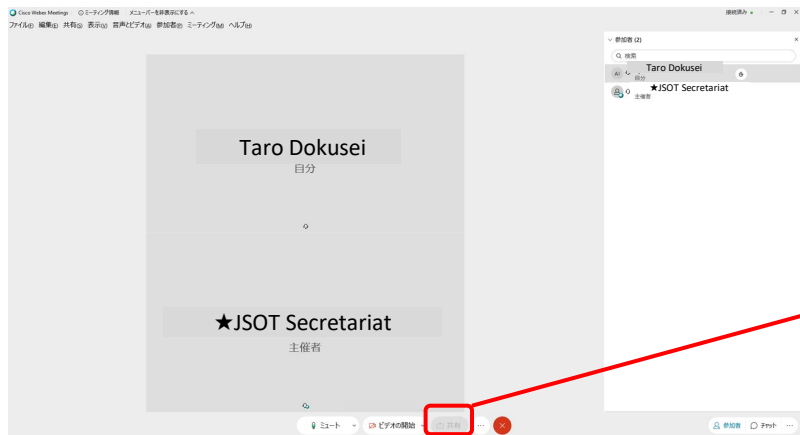 Cisco Webex Meetings ミーティング情報 メニューバーを非表示にする 接続済み
ファイル(F) 編集(E) 共有(S) 表示(V) 音声とビデオ(A) 参加者(P) ミーティング(M) ヘルプ(H)
参加者 (2)
検索
Taro Dokusei
自分
★JSOT Secretariat
主催者
Taro Dokusei
自分
★JSOT Secretariat
主催者
ミュート ビデオの開始 共有 参加者 チャット